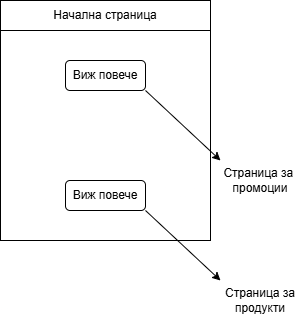 Начална страница
Виж повече
Страница за
промоции
Виж повече
Страница за
продукти